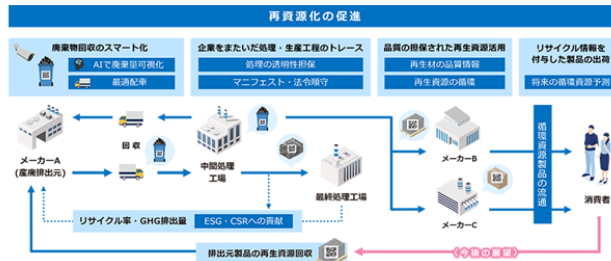 再資源化の促進
廃棄物回収のスマート化
AIで廃棄量可視化
最適配車
企業をまたいだ処理・生産工程のトレース
処理の透明性担保
マニフェスト・法令順守
品質の担保された再生資源活用
再生材の品質情報
再生資源の循環
リサイクル情報を
付与した製品の出荷
将来の循環資源予測
メーカーA
(産廃排出元)
回収
中間処理
工場
最終処理工場
メーカーB
メーカーC
循環資源製品の流通
消費者
リサイクル率・GHG排出量
ESG・CSRへの貢献
排出元製品の再生資源回収
〈今後の展望〉